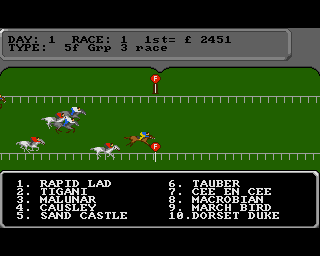 DAY: 1 RACE: 1 1st= £ 2451
TYPE: 5f Grp 3 race
F
F
1. RAPID LAD 6. TAUBER
2. TIGANI 7. CEE EN CEE
3. MALUNAR 8. MACROBIAN
4. CAUSLEY 9. MARCH BIRD
5. SAND CASTLE 10.DORSET DUKE